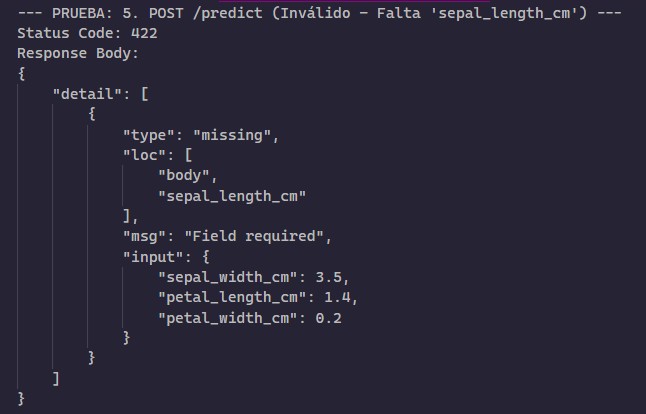 --- PRUEBA: 5. POST /predict (Inválido - Falta 'sepal_length_cm') ---
Status Code: 422
Response Body:
{
    "detail": [
        {
            "type": "missing",
            "loc": [
                "body",
                "sepal_length_cm"
            ],
            "msg": "Field required",
            "input": {
                "sepal_width_cm": 3.5,
                "petal_length_cm": 1.4,
                "petal_width_cm": 0.2
            }
        }
    ]
}